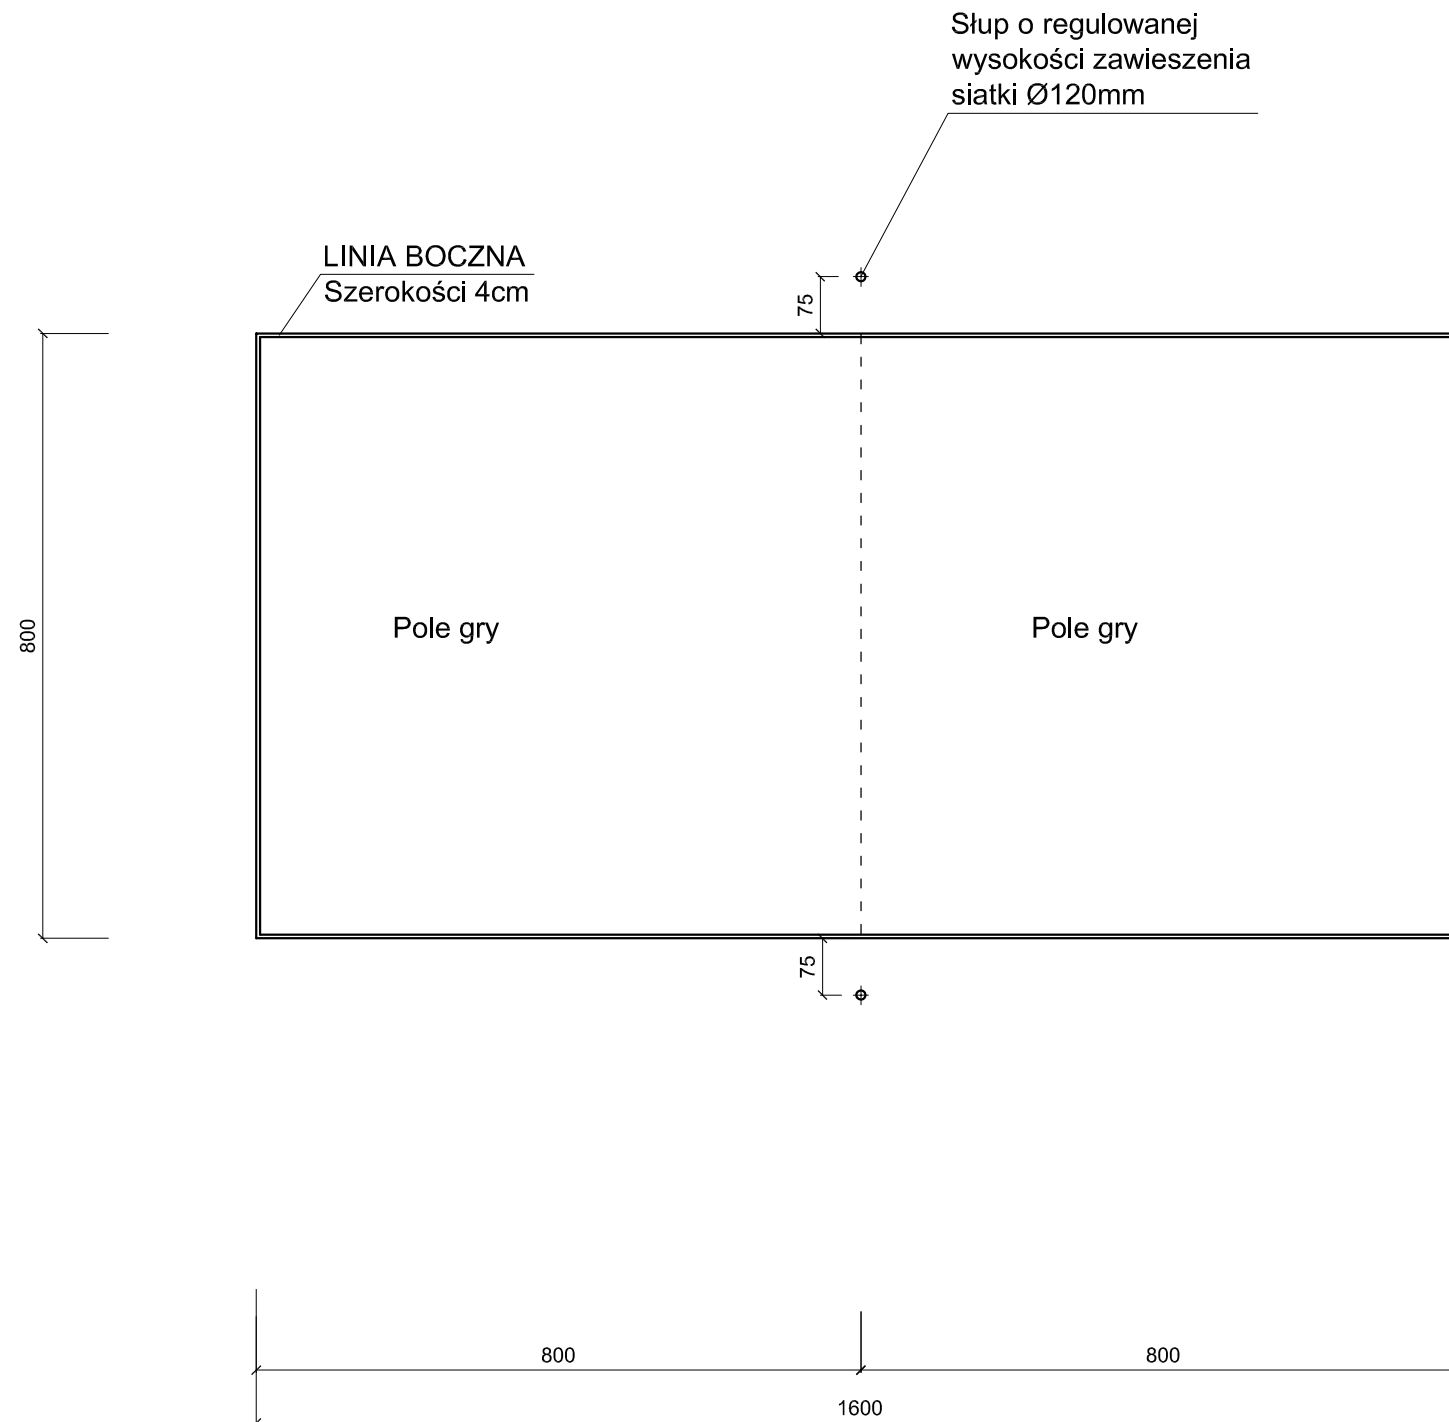 Słup o regulowanej
wysokości zawieszenia
siatki Ø120mm
LINIA BOCZNA
Szerokości 4cm
75
800
Pole gry
Pole gry
75
800
800
1600